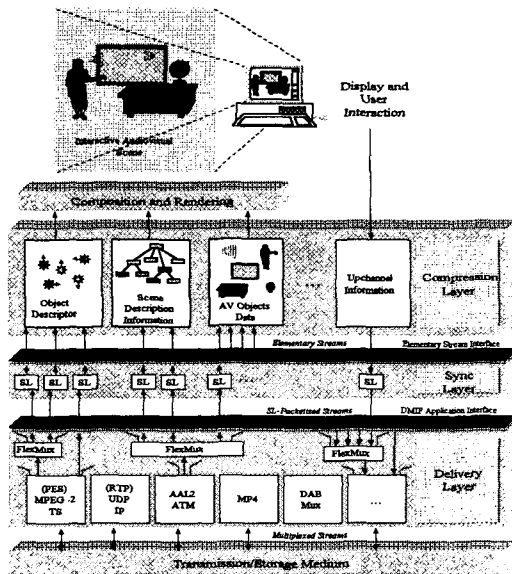 Display and
User
Interaction
Interactive Audiovisual
Scene
Composition and Rendering
Object
Descriptor
Scene
Description
Information
AV Objects
Data
...
Upchannel
Information
Compression
Layer
Elementary Streams
Elementary Stream Interface
SL
SL
SL
SL
SL
SL
SL
Sync
Layer
SL-Packetized Streams
DMIF Application Interface
FlexMux
FlexMux
FlexMux
Delivery
Layer
(PES)
MPEG -2
TS
(RTP)
UDP
IP
AAL2
ATM
MP4
DAB
Mux
...
Multiplexed Streams
Transmission/Storage Medium